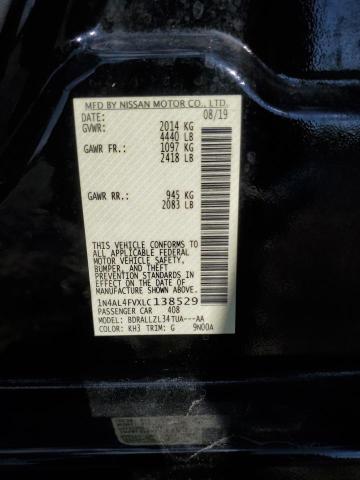 MFD BY NISSAN MOTOR CO., LTD.
DATE: 08/19
GVWR: 2014 KG
4440 LB
GAWR FR.: 1097 KG
2418 LB
GAWR RR.: 945 KG
2083 LB
THIS VEHICLE CONFORMS TO ALL
APPLICABLE FEDERAL MOTOR
VEHICLE SAFETY, BUMPER, AND THEFT
PREVENTION STANDARDS IN
EFFECT ON THE DATE OF
MANUFACTURE SHOWN ABOVE.
1N4AL4FVXLC138529
PASSENGER CAR 408
MODEL: BDRALLZL34TUA---AA
COLOR: KH3 TRIM: G 9N00A